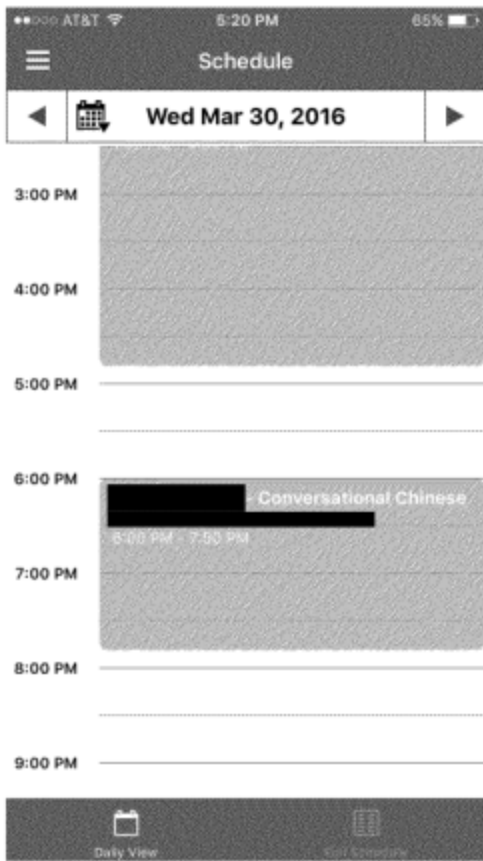 AT&T 5:20 PM 65%
Schedule
Wed Mar 30, 2016
3:00 PM
4:00 PM
5:00 PM
6:00 PM
- Conversational Chinese
6:00 PM - 7:50 PM
7:00 PM
8:00 PM
9:00 PM
Daily View